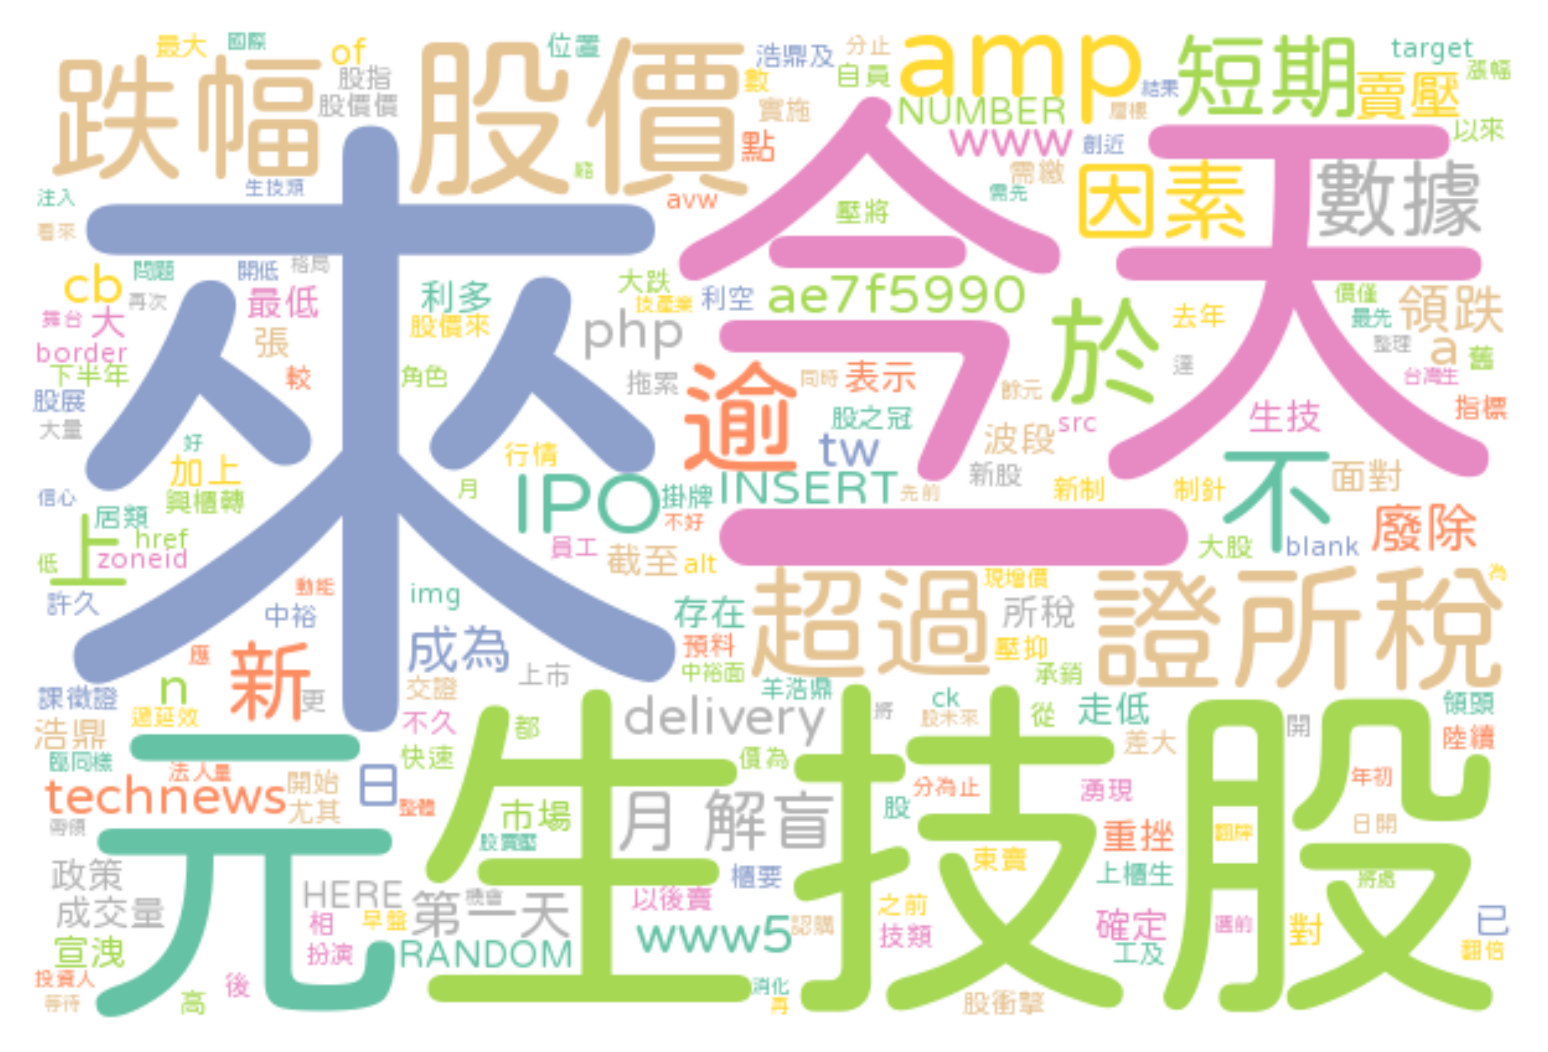 最大
國際
of
位置
浩鼎及
分止
amp
短期
target
漲幅
跌幅
股價
股指
數
自員
結果
賣壓
股價價
實施
NUMBER
層樓
以來
點
www
創近
需繳
因素
數據
生技類
注入
avw
需先
壓將
看來
來
今天
問題
開低
格局
大跌
cb
再次
最低
利多
技產業
利空
ae7f5990
於
去年
價僅
領跌
舞台
大
股價來
php
最先
border
張
整理
a
舊
下半年
較
角色
拖累
逾
同時
表示
餘元
達
台灣生
股展
股之冠
src
生技
指標
大量
好
行情
tw
波段
加上
新股
不
面對
信心
興櫃轉
月
IPO
掛牌
INSERT
先前
新制
制針
居類
上
href
不好
一
大股
blank
廢除
低
zoneid
員工
截至
alt
現增價
為
動能
許久
中裕
img
存在
超過
所稅
證所稅
成為
預料
壓抑
應
新
中裕面
承銷
上市
課徵證
n
更
交證
羊浩鼎
ck
領頭
遞延效
不久
delivery
將
股未來
從
走低
浩鼎
都
開
差大
陸續
元
生技股
快速
價為
臨同樣
法人量
日
technews
開始
整體
分為止
湧現
年初
尤其
市場
月
解盲
股
帶領
股賣壓
重挫
日開
東賣
政策
櫃要
上櫃生
將處
HERE
第一天
機會
以後賣
成交量
相
早盤
www5
認購
之前
確定
選前
對
已
宣洩
扮演
RANDOM
技類
工及
翻倍
投資人
後
消化
等待
高
再
股衝擊